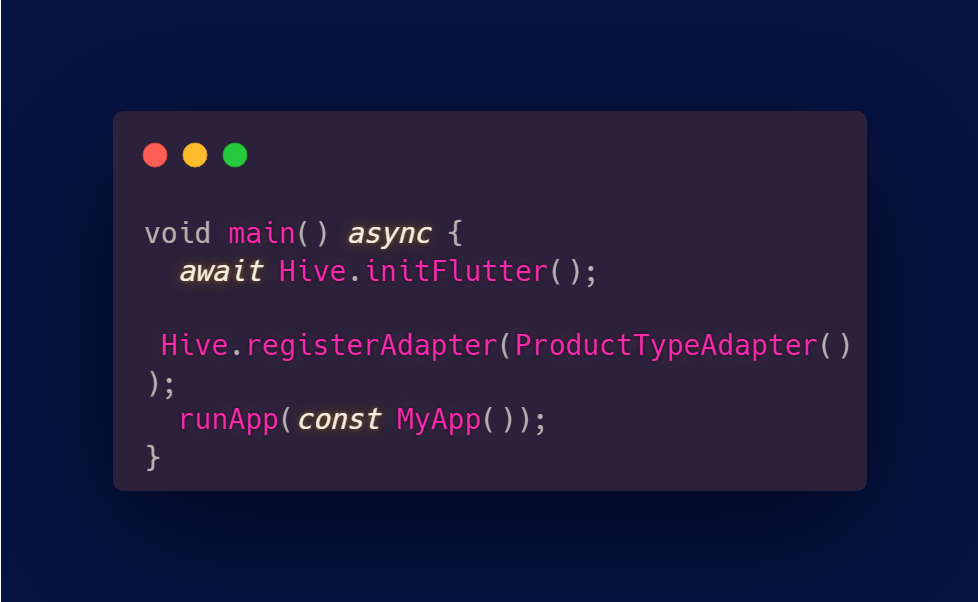 void main() async {
  await Hive.initFlutter();

 Hive.registerAdapter(ProductTypeAdapter()
);
  runApp(const MyApp());
}